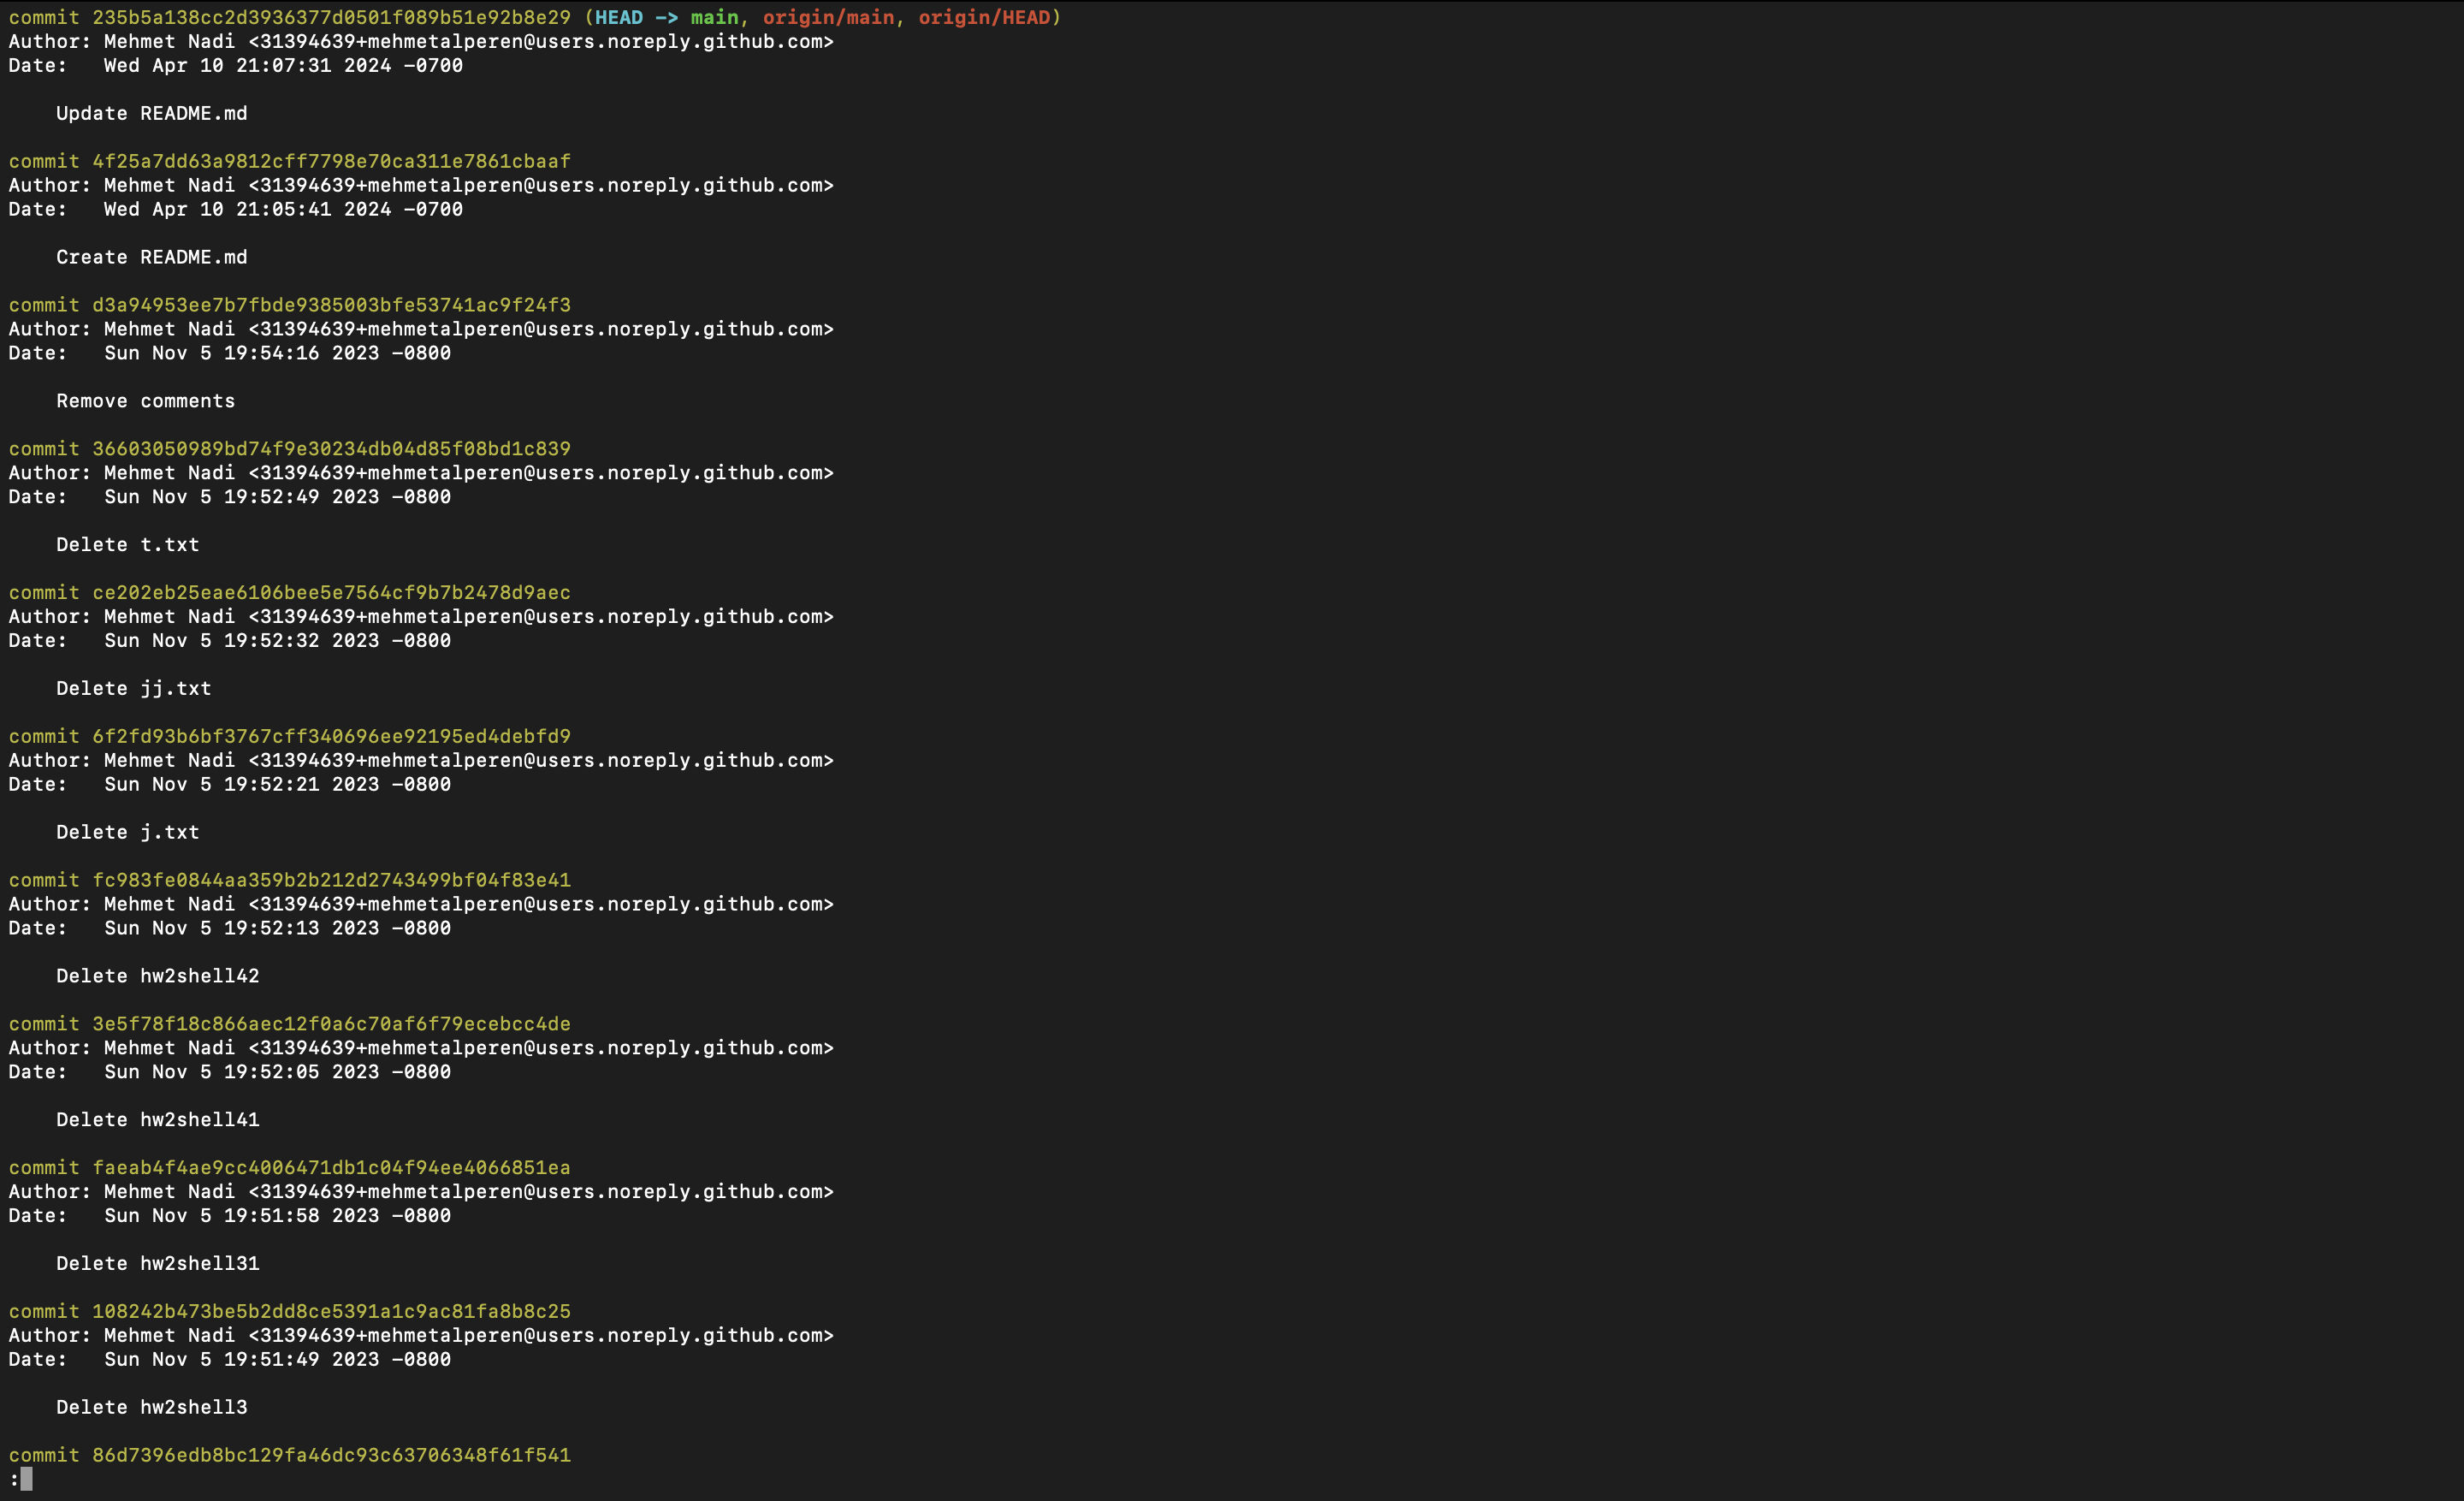 commit 235b5a138cc2d3936377d0501f089b51e92b8e29 (HEAD -> main, origin/main, origin/HEAD)
Author: Mehmet Nadi <31394639+mehmetalperen@users.noreply.github.com>
Date:   Wed Apr 10 21:07:31 2024 -0700
Update README.md
commit 4f25a7dd63a9812cff7798e70ca311e7861cbaaf
Author: Mehmet Nadi <31394639+mehmetalperen@users.noreply.github.com>
Date:   Wed Apr 10 21:05:41 2024 -0700
Create README.md
commit d3a94953ee7b7fbde9385003bfe53741ac9f24f3
Author: Mehmet Nadi <31394639+mehmetalperen@users.noreply.github.com>
Date:   Sun Nov 5 19:54:16 2023 -0800
Remove comments
commit 36603050989bd74f9e30234db04d85f08bd1c839
Author: Mehmet Nadi <31394639+mehmetalperen@users.noreply.github.com>
Date:   Sun Nov 5 19:52:49 2023 -0800
Delete t.txt
commit ce202eb25eae6106bee5e7564cf9b7b2478d9aec
Author: Mehmet Nadi <31394639+mehmetalperen@users.noreply.github.com>
Date:   Sun Nov 5 19:52:32 2023 -0800
Delete jj.txt
commit 6f2fd93b6bf3767cff340696ee92195ed4debfd9
Author: Mehmet Nadi <31394639+mehmetalperen@users.noreply.github.com>
Date:   Sun Nov 5 19:52:21 2023 -0800
Delete j.txt
commit fc983fe0844aa359b2b212d2743499bf04f83e41
Author: Mehmet Nadi <31394639+mehmetalperen@users.noreply.github.com>
Date:   Sun Nov 5 19:52:13 2023 -0800
Delete hw2shell42
commit 3e5f78f18c866aec12f0a6c70af6f79ecebcc4de
Author: Mehmet Nadi <31394639+mehmetalperen@users.noreply.github.com>
Date:   Sun Nov 5 19:52:05 2023 -0800
Delete hw2shell41
commit faeab4f4ae9cc4006471db1c04f94ee4066851ea
Author: Mehmet Nadi <31394639+mehmetalperen@users.noreply.github.com>
Date:   Sun Nov 5 19:51:58 2023 -0800
Delete hw2shell31
commit 108242b473be5b2dd8ce5391a1c9ac81fa8b8c25
Author: Mehmet Nadi <31394639+mehmetalperen@users.noreply.github.com>
Date:   Sun Nov 5 19:51:49 2023 -0800
Delete hw2shell3
commit 86d7396edb8bc129fa46dc93c63706348f61f541
: